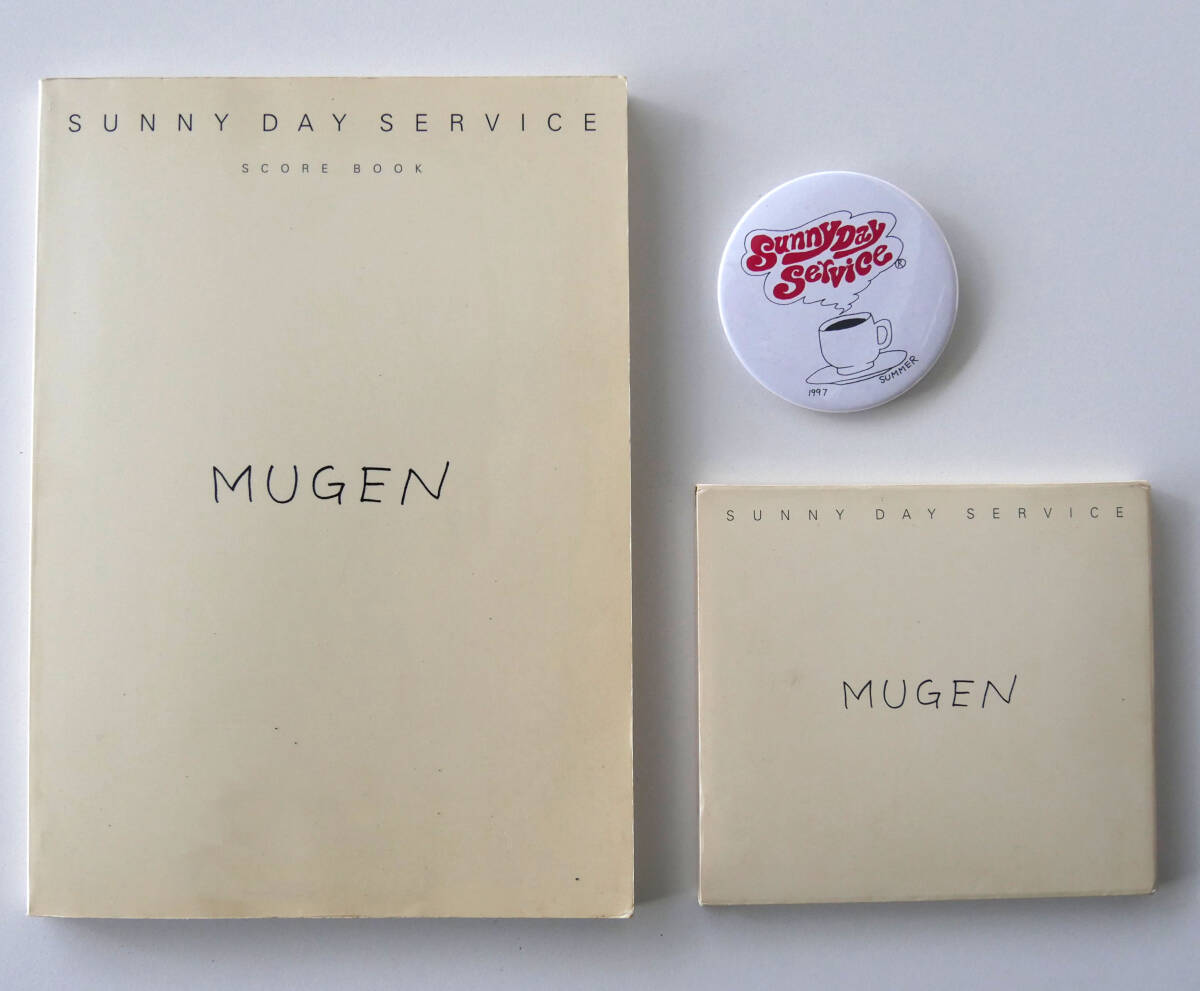 SUNNY DAY SERVICE
SCORE BOOK
MUGEN
Sunny Day
Service ®
SUMMER
1997
SUNNY DAY SERVICE
MUGEN